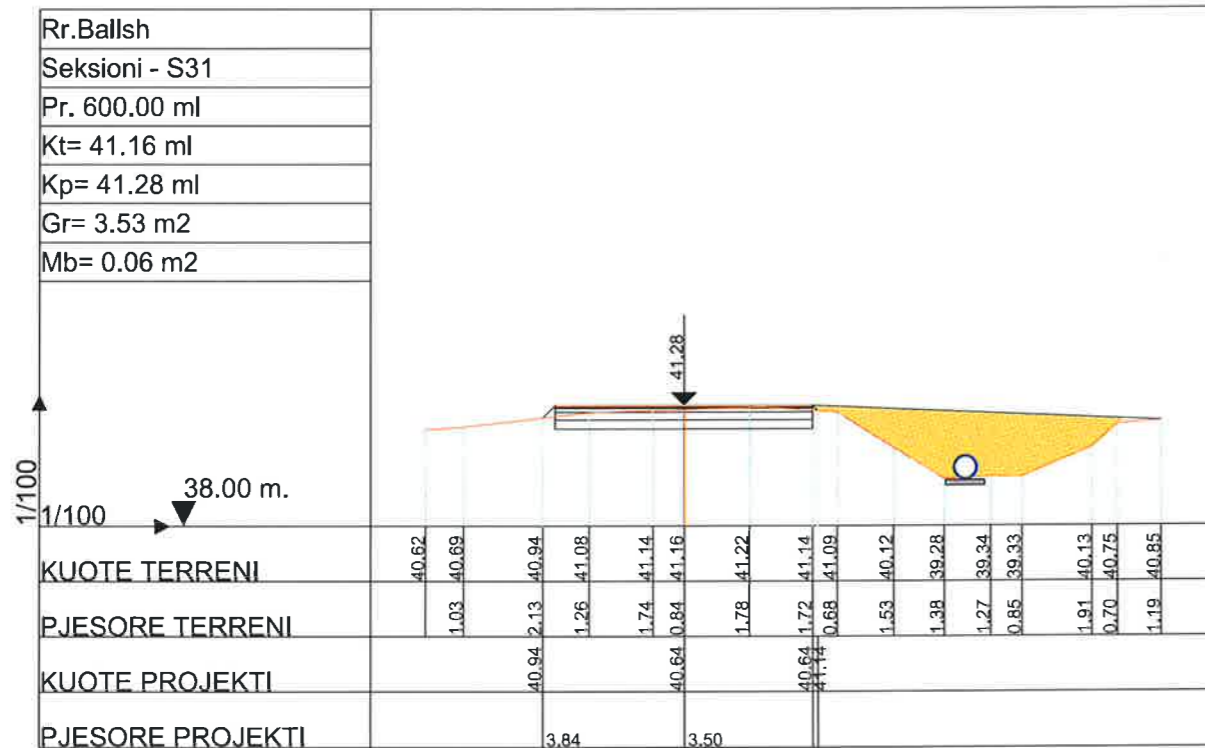 Rr.Ballsh
Seksioni - S31
Pr. 600.00 ml
Kt= 41.16 ml
Kp= 41.28 ml
Gr= 3.53 m2
Mb= 0.06 m2
41.28
1/100
38.00 m.
1/100
KUOTE TERRENI 40.62 40.69 40.94 41.08 41.14 41.16 41.22 41.14 41.09 40.12 39.28 39.34 39.33 40.13 40.75 40.85
PJESORE TERRENI 1.03 2.13 1.26 1.74 0.84 1.78 1.72 0.68 1.53 1.38 1.27 0.85 1.91 0.70 1.19
KUOTE PROJEKTI 40.94 40.64 40.64 41.14
PJESORE PROJEKTI 3.84 3.50